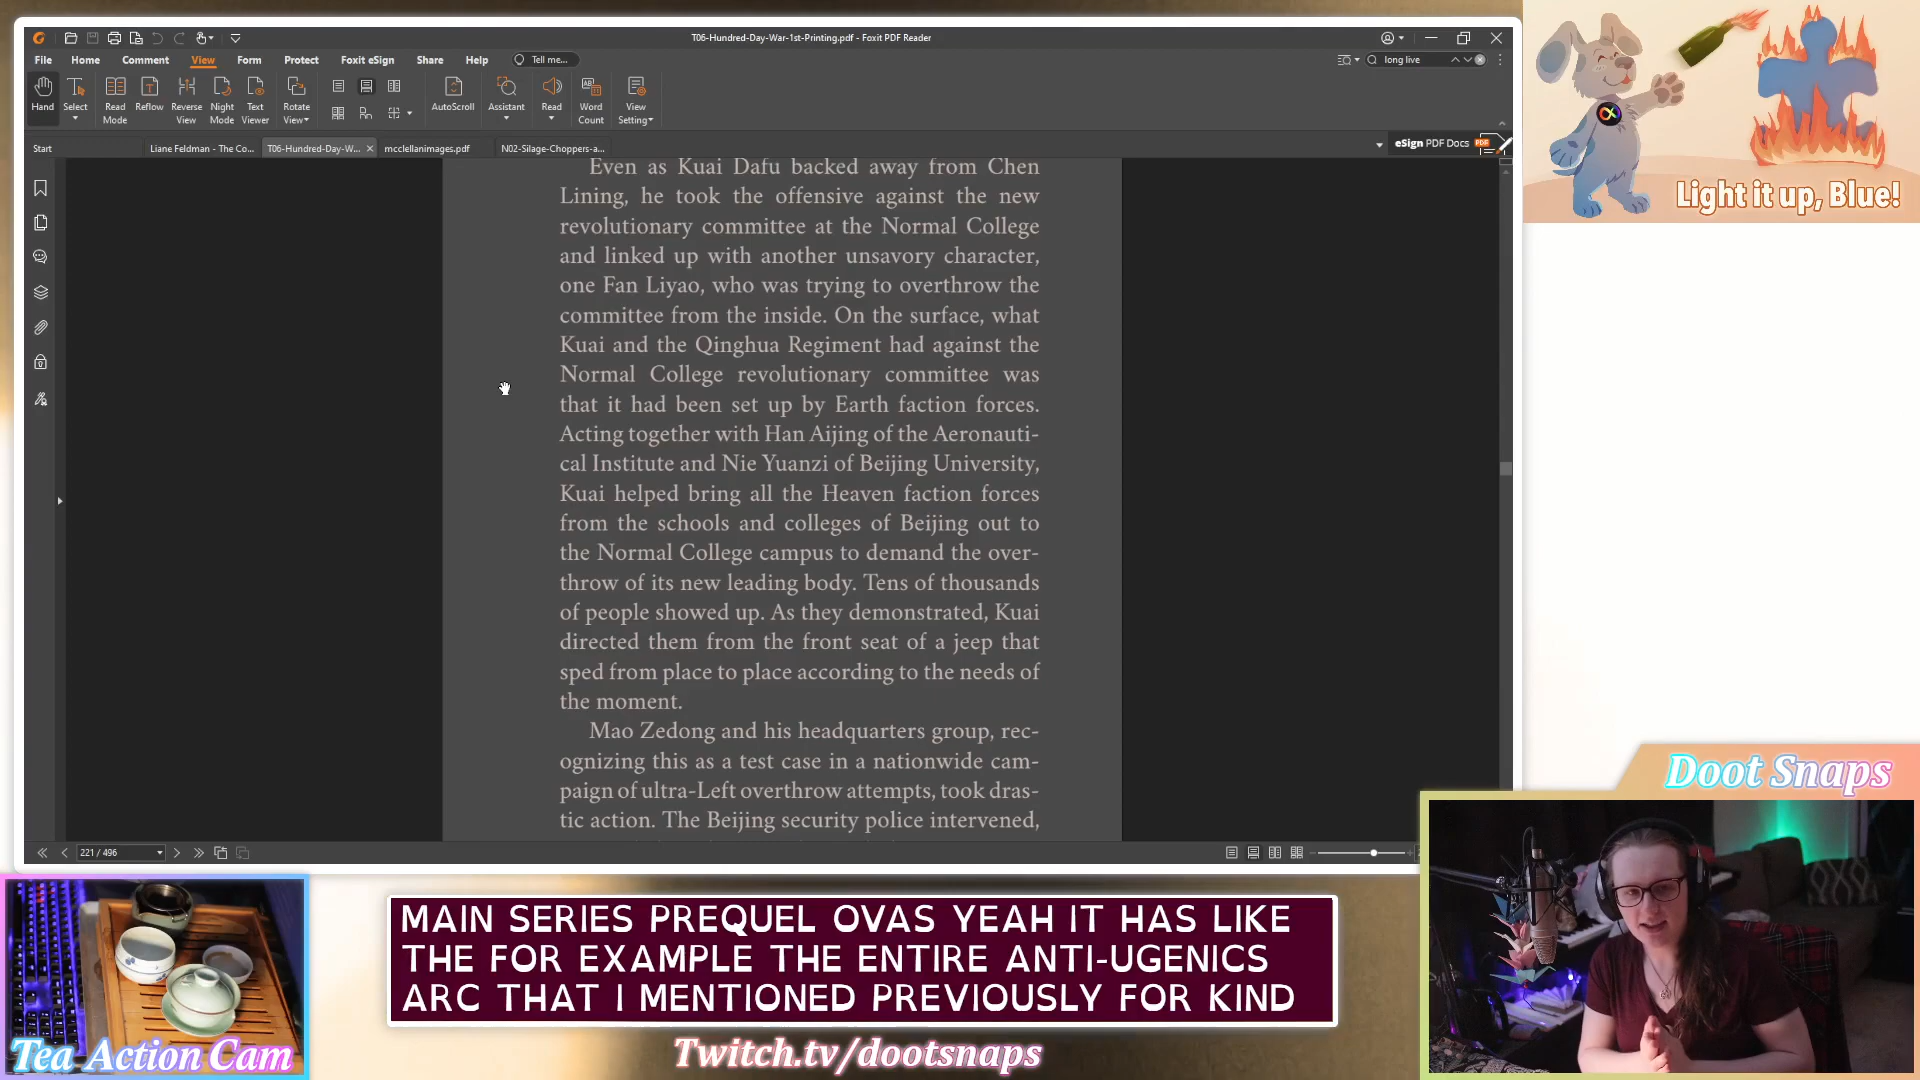 T06-Hundred-Day-War-1st-Printing.pdf - Foxit PDF Reader
File Home Comment View Form Protect Foxit eSign Share Help Tell me... long live
Hand Select Read Mode Reflow Reverse View Night Mode Text Viewer Rotate View AutoScroll Assistant Read Word Count View Setting
Start Liane Feldman - The Co... T06-Hundred-Day-W... mcclellanimages.pdf N02-Silage-Choppers-a... eSign PDF Docs
Even as Kuai Dafu backed away from Chen
Lining, he took the offensive against the new
revolutionary committee at the Normal College
and linked up with another unsavory character,
one Fan Liyao, who was trying to overthrow the
committee from the inside. On the surface, what
Kuai and the Qinghua Regiment had against the
Normal College revolutionary committee was
that it had been set up by Earth faction forces.
Acting together with Han Aijing of the Aeronauti-
cal Institute and Nie Yuanzi of Beijing University,
Kuai helped bring all the Heaven faction forces
from the schools and colleges of Beijing out to
the Normal College campus to demand the over-
throw of its new leading body. Tens of thousands
of people showed up. As they demonstrated, Kuai
directed them from the front seat of a jeep that
sped from place to place according to the needs of
the moment.
Mao Zedong and his headquarters group, rec-
ognizing this as a test case in a nationwide cam-
paign of ultra-Left overthrow attempts, took dras-
tic action. The Beijing security police intervened,
221 / 496
Light it up, Blue!
Doot Snaps
MAIN SERIES PREQUEL OVAS YEAH IT HAS LIKE
THE FOR EXAMPLE THE ENTIRE ANTI-UGENICS
ARC THAT I MENTIONED PREVIOUSLY FOR KIND
Tea Action Cam
Twitch.tv/dootsnaps